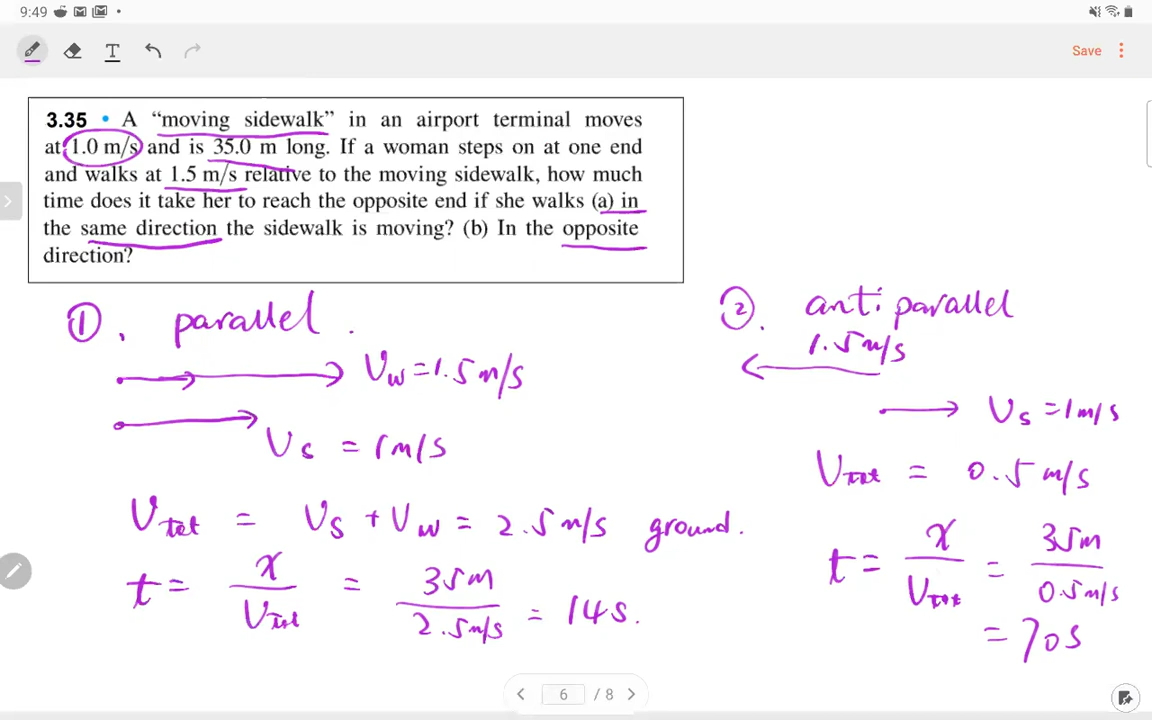 9:49
Save
3.35 • A “moving sidewalk” in an airport terminal moves
at 1.0 m/s and is 35.0 m long. If a woman steps on at one end
and walks at 1.5 m/s relative to the moving sidewalk, how much
time does it take her to reach the opposite end if she walks (a) in
the same direction the sidewalk is moving? (b) In the opposite
direction?
①. parallel.
Vw = 1.5 m/s
Vs = 1 m/s
Vtot = Vs + Vw = 2.5 m/s ground.
t = x / Vtot = 35m / 2.5 m/s = 14s.
②. anti parallel
1.5 m/s
Vs = 1 m/s
Vtot = 0.5 m/s
t = x / Vtot = 35m / 0.5 m/s
= 70s
6 / 8